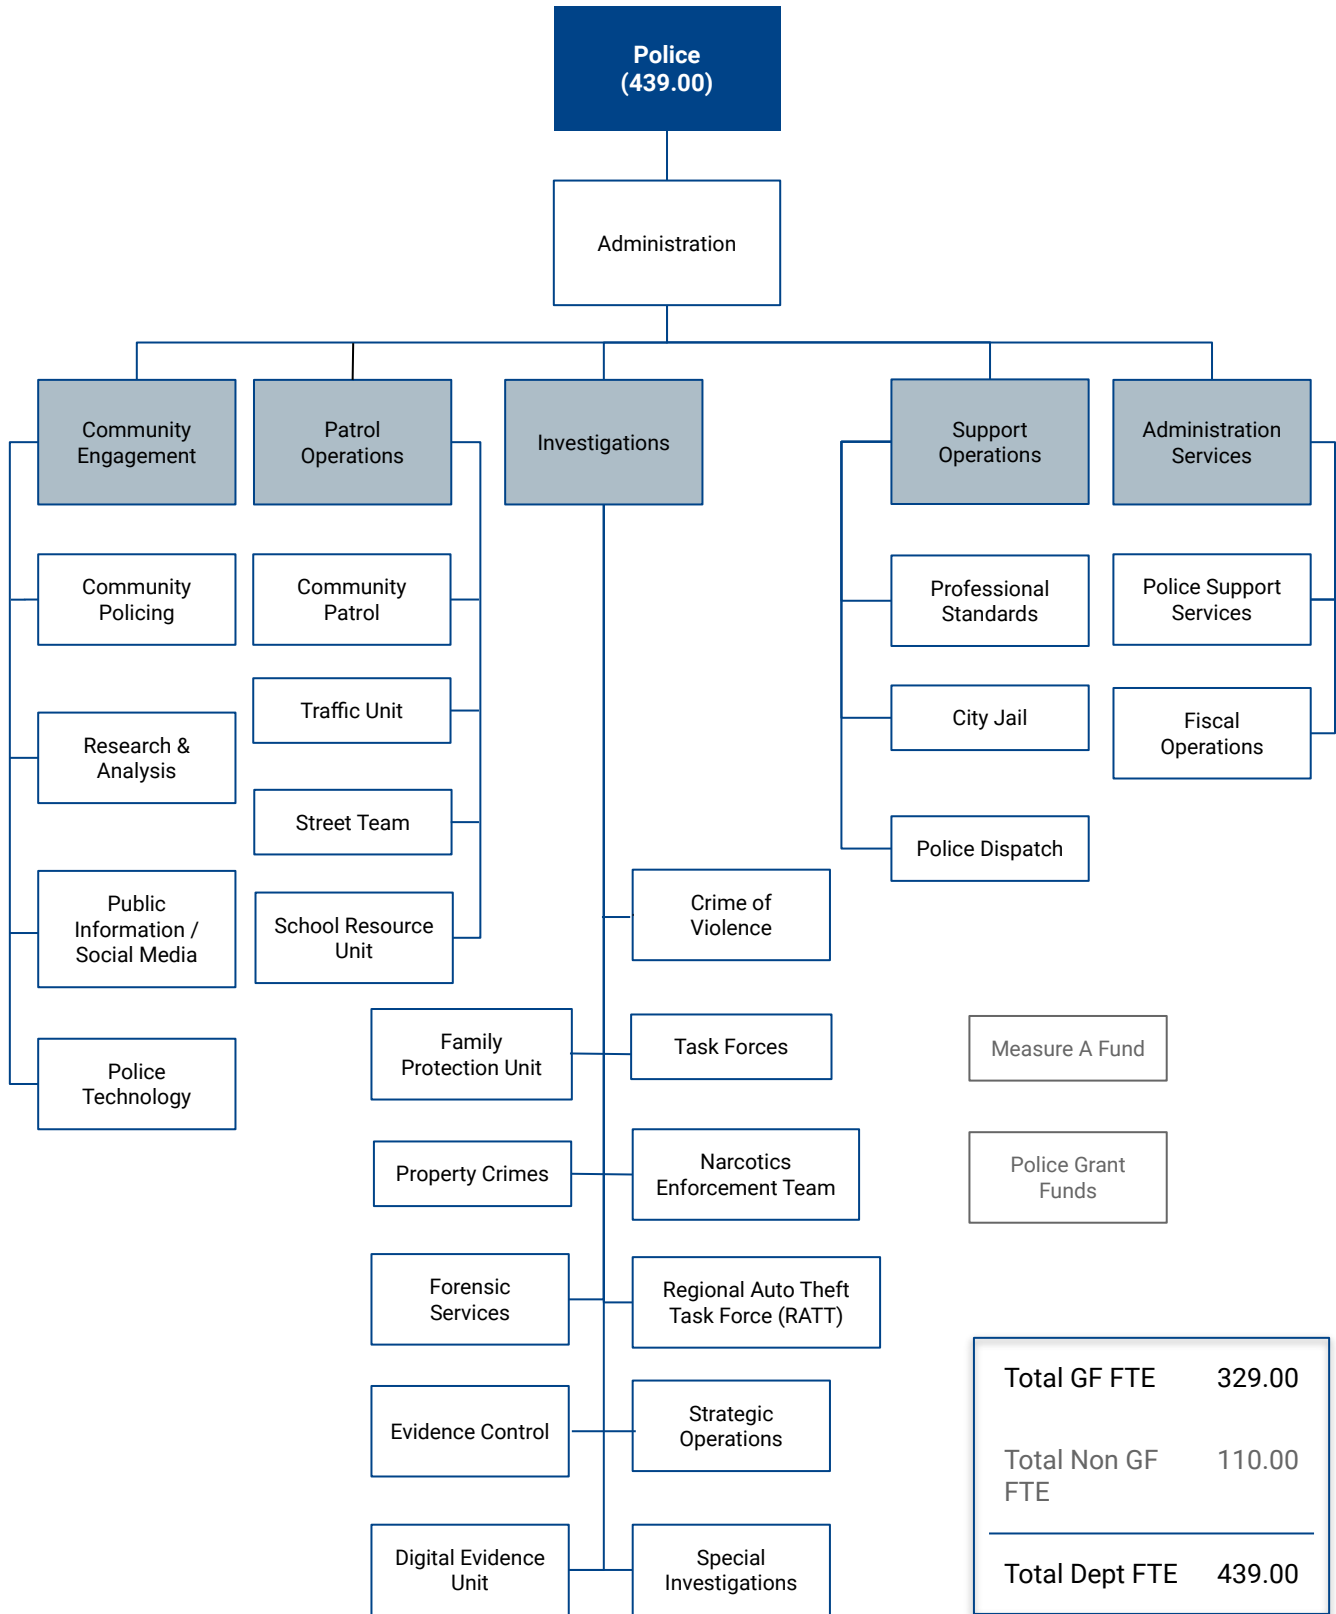 Police
(439.00)
Administration
Community
Engagement
Patrol
Operations
Investigations
Support
Operations
Administration
Services
Community
Policing
Research &
Analysis
Public
Information /
Social Media
Police
Technology
Community
Patrol
Traffic Unit
Street Team
School Resource
Unit
Crime of
Violence
Family
Protection Unit
Task Forces
Property Crimes
Narcotics
Enforcement Team
Forensic
Services
Regional Auto Theft
Task Force (RATT)
Evidence Control
Strategic
Operations
Digital Evidence
Unit
Special
Investigations
Professional
Standards
City Jail
Police Dispatch
Police Support
Services
Fiscal
Operations
Measure A Fund
Police Grant
Funds
Total GF FTE 329.00
Total Non GF 110.00
FTE
Total Dept FTE 439.00